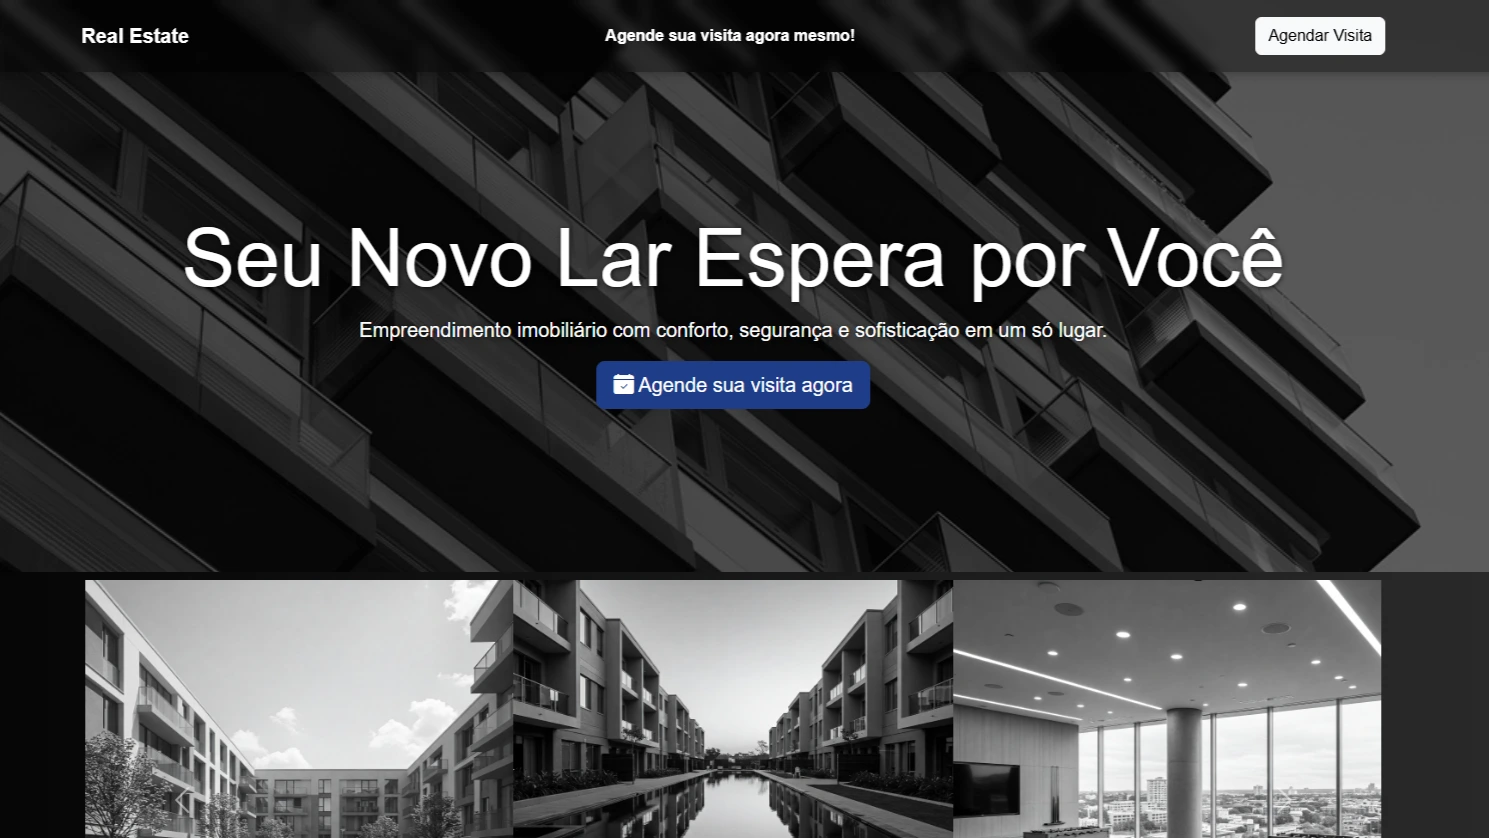 Real Estate
Agende sua visita agora mesmo!
Agendar Visita
Seu Novo Lar Espera por Você
Empreendimento imobiliário com conforto, segurança e sofisticação em um só lugar.
Agende sua visita agora